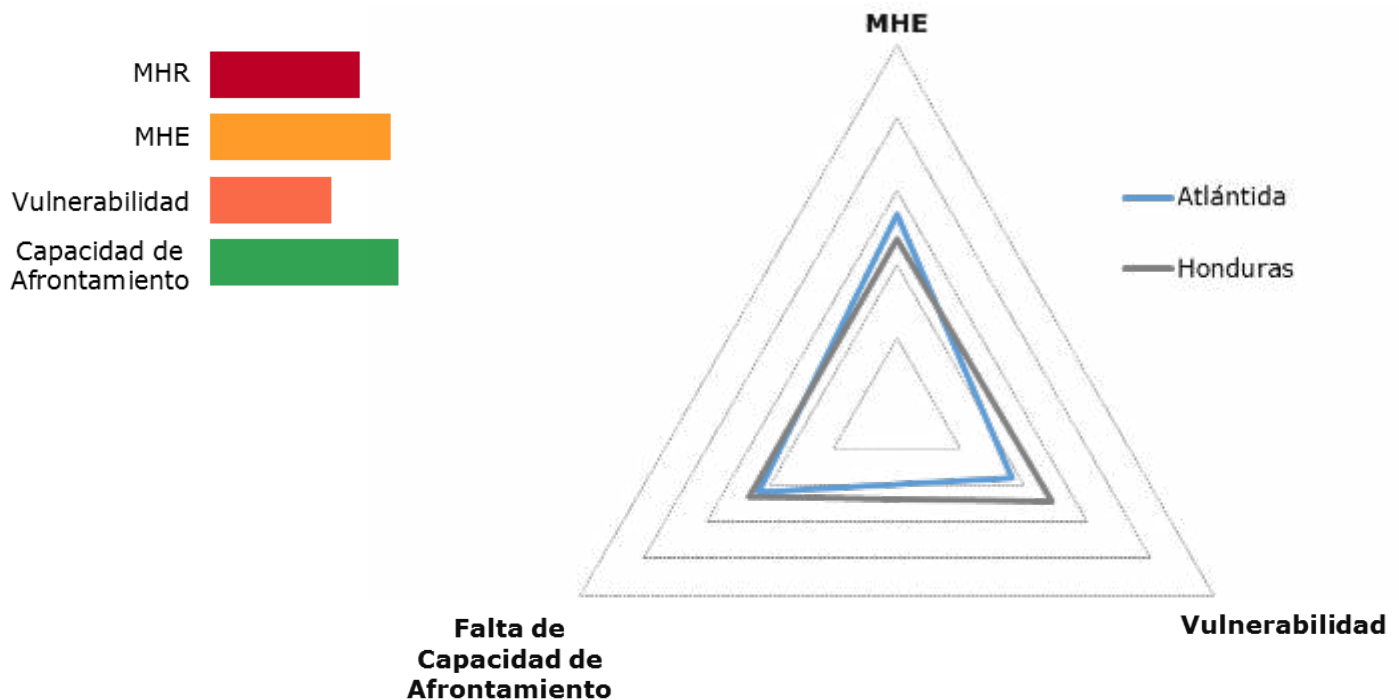 MHR
MHE
Vulnerabilidad
Capacidad de
Afrontamiento
MHE
Atlántida
Honduras
Falta de
Capacidad de
Afrontamiento
Vulnerabilidad